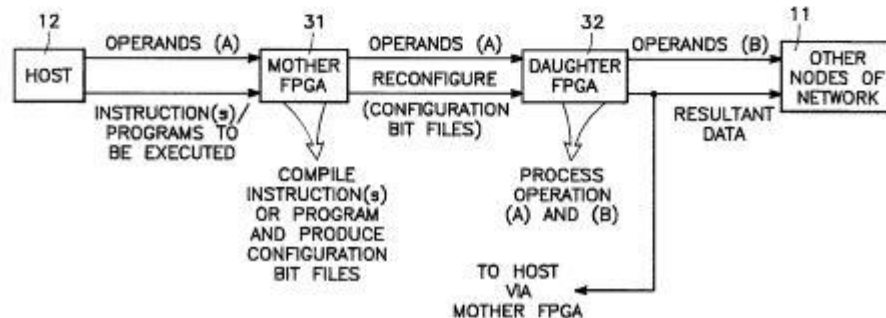 12
HOST
OPERANDS (A)
INSTRUCTION(s)/
PROGRAMS TO
BE EXECUTED
31
MOTHER
FPGA
COMPILE
INSTRUCTION(s)
OR PROGRAM
AND PRODUCE
CONFIGURATION
BIT FILES
OPERANDS (A)
RECONFIGURE
(CONFIGURATION
BIT FILES)
32
DAUGHTER
FPGA
PROCESS
OPERATION
(A) AND (B)
OPERANDS (B)
RESULTANT
DATA
TO HOST
VIA
MOTHER FPGA
11
OTHER
NODES OF
NETWORK